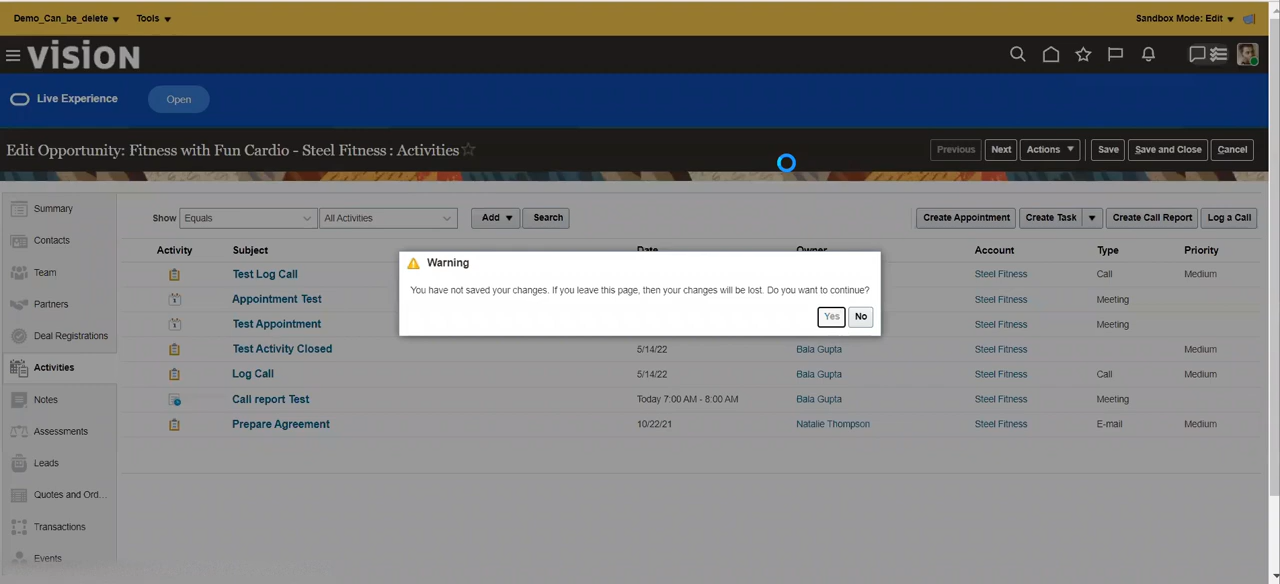 Demo_Can_be_delete Tools Sandbox Mode: Edit
VISION
Live Experience Open
Edit Opportunity: Fitness with Fun Cardio - Steel Fitness : Activities Previous Next Actions Save Save and Close Cancel
Summary
Contacts
Team
Partners
Deal Registrations
Activities
Notes
Assessments
Leads
Quotes and Ord...
Transactions
Events
Show Equals All Activities Add Search Create Appointment Create Task Create Call Report Log a Call
Activity Subject Date Owner Account Type Priority
Test Log Call Steel Fitness Call Medium
Appointment Test Steel Fitness Meeting
Test Appointment Steel Fitness Meeting
Test Activity Closed 5/14/22 Bala Gupta Steel Fitness Medium
Log Call 5/14/22 Bala Gupta Steel Fitness Call Medium
Call report Test Today 7:00 AM - 8:00 AM Bala Gupta Steel Fitness Meeting
Prepare Agreement 10/22/21 Natalie Thompson Steel Fitness E-mail Medium
Warning
You have not saved your changes. If you leave this page, then your changes will be lost. Do you want to continue?
Yes No